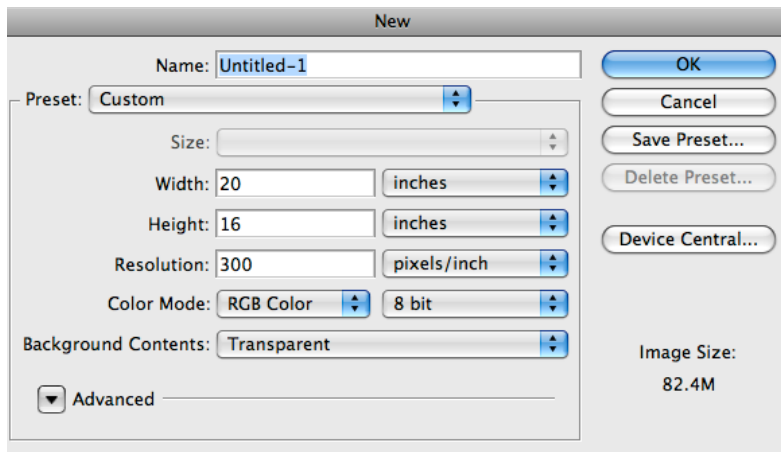 New
Name: Untitled-1
OK
Preset: Custom
Cancel
Size:
Save Preset...
Width: 20 inches
Delete Preset...
Height: 16 inches
Device Central...
Resolution: 300 pixels/inch
Color Mode: RGB Color 8 bit
Background Contents: Transparent
Image Size:
82.4M
Advanced